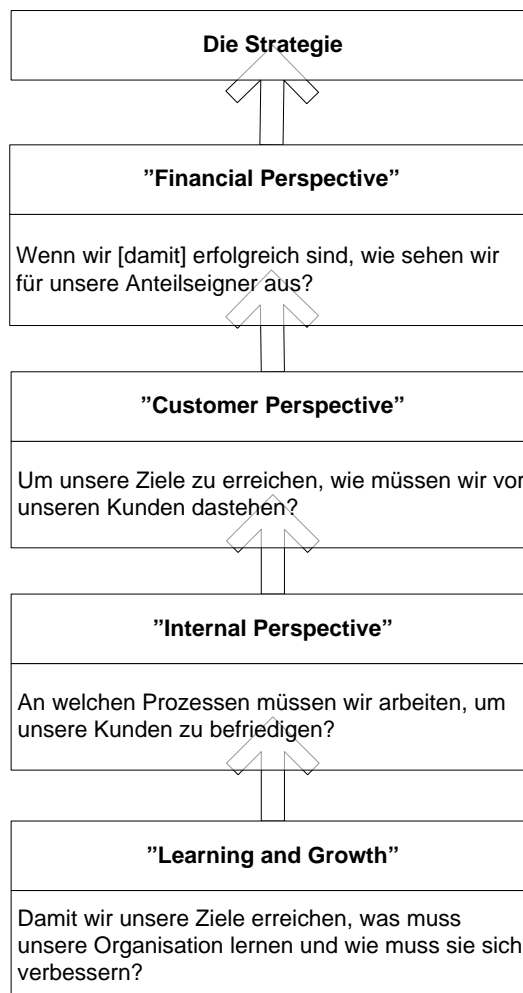 Die Strategie
”Financial Perspective”
Wenn wir [damit] erfolgreich sind, wie sehen wir
für unsere Anteilseigner aus?
”Customer Perspective”
Um unsere Ziele zu erreichen, wie müssen wir vor
unseren Kunden dastehen?
”Internal Perspective”
An welchen Prozessen müssen wir arbeiten, um
unsere Kunden zu befriedigen?
”Learning and Growth”
Damit wir unsere Ziele erreichen, was muss
unsere Organisation lernen und wie muss sie sich
verbessern?